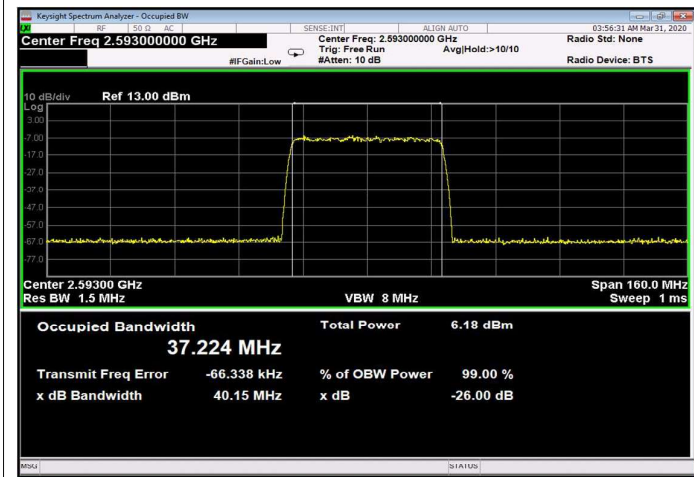 Keysight Spectrum Analyzer - Occupied BW
RF 50 Ω AC SENSE:INT ALIGN AUTO 03:56:31 AM Mar 31, 2020
Center Freq 2.593000000 GHz Center Freq: 2.593000000 GHz Radio Std: None
Trig: Free Run Avg|Hold:>10/10
#IFGain:Low #Atten: 10 dB Radio Device: BTS
10 dB/div Ref 13.00 dBm
Log
3.00
-7.00
-17.0
-27.0
-37.0
-47.0
-57.0
-67.0
-77.0
Center 2.59300 GHz Span 160.0 MHz
Res BW 1.5 MHz VBW 8 MHz Sweep 1 ms
Occupied Bandwidth Total Power 6.18 dBm
37.224 MHz
Transmit Freq Error -66.338 kHz % of OBW Power 99.00 %
x dB Bandwidth 40.15 MHz x dB -26.00 dB
MSG STATUS